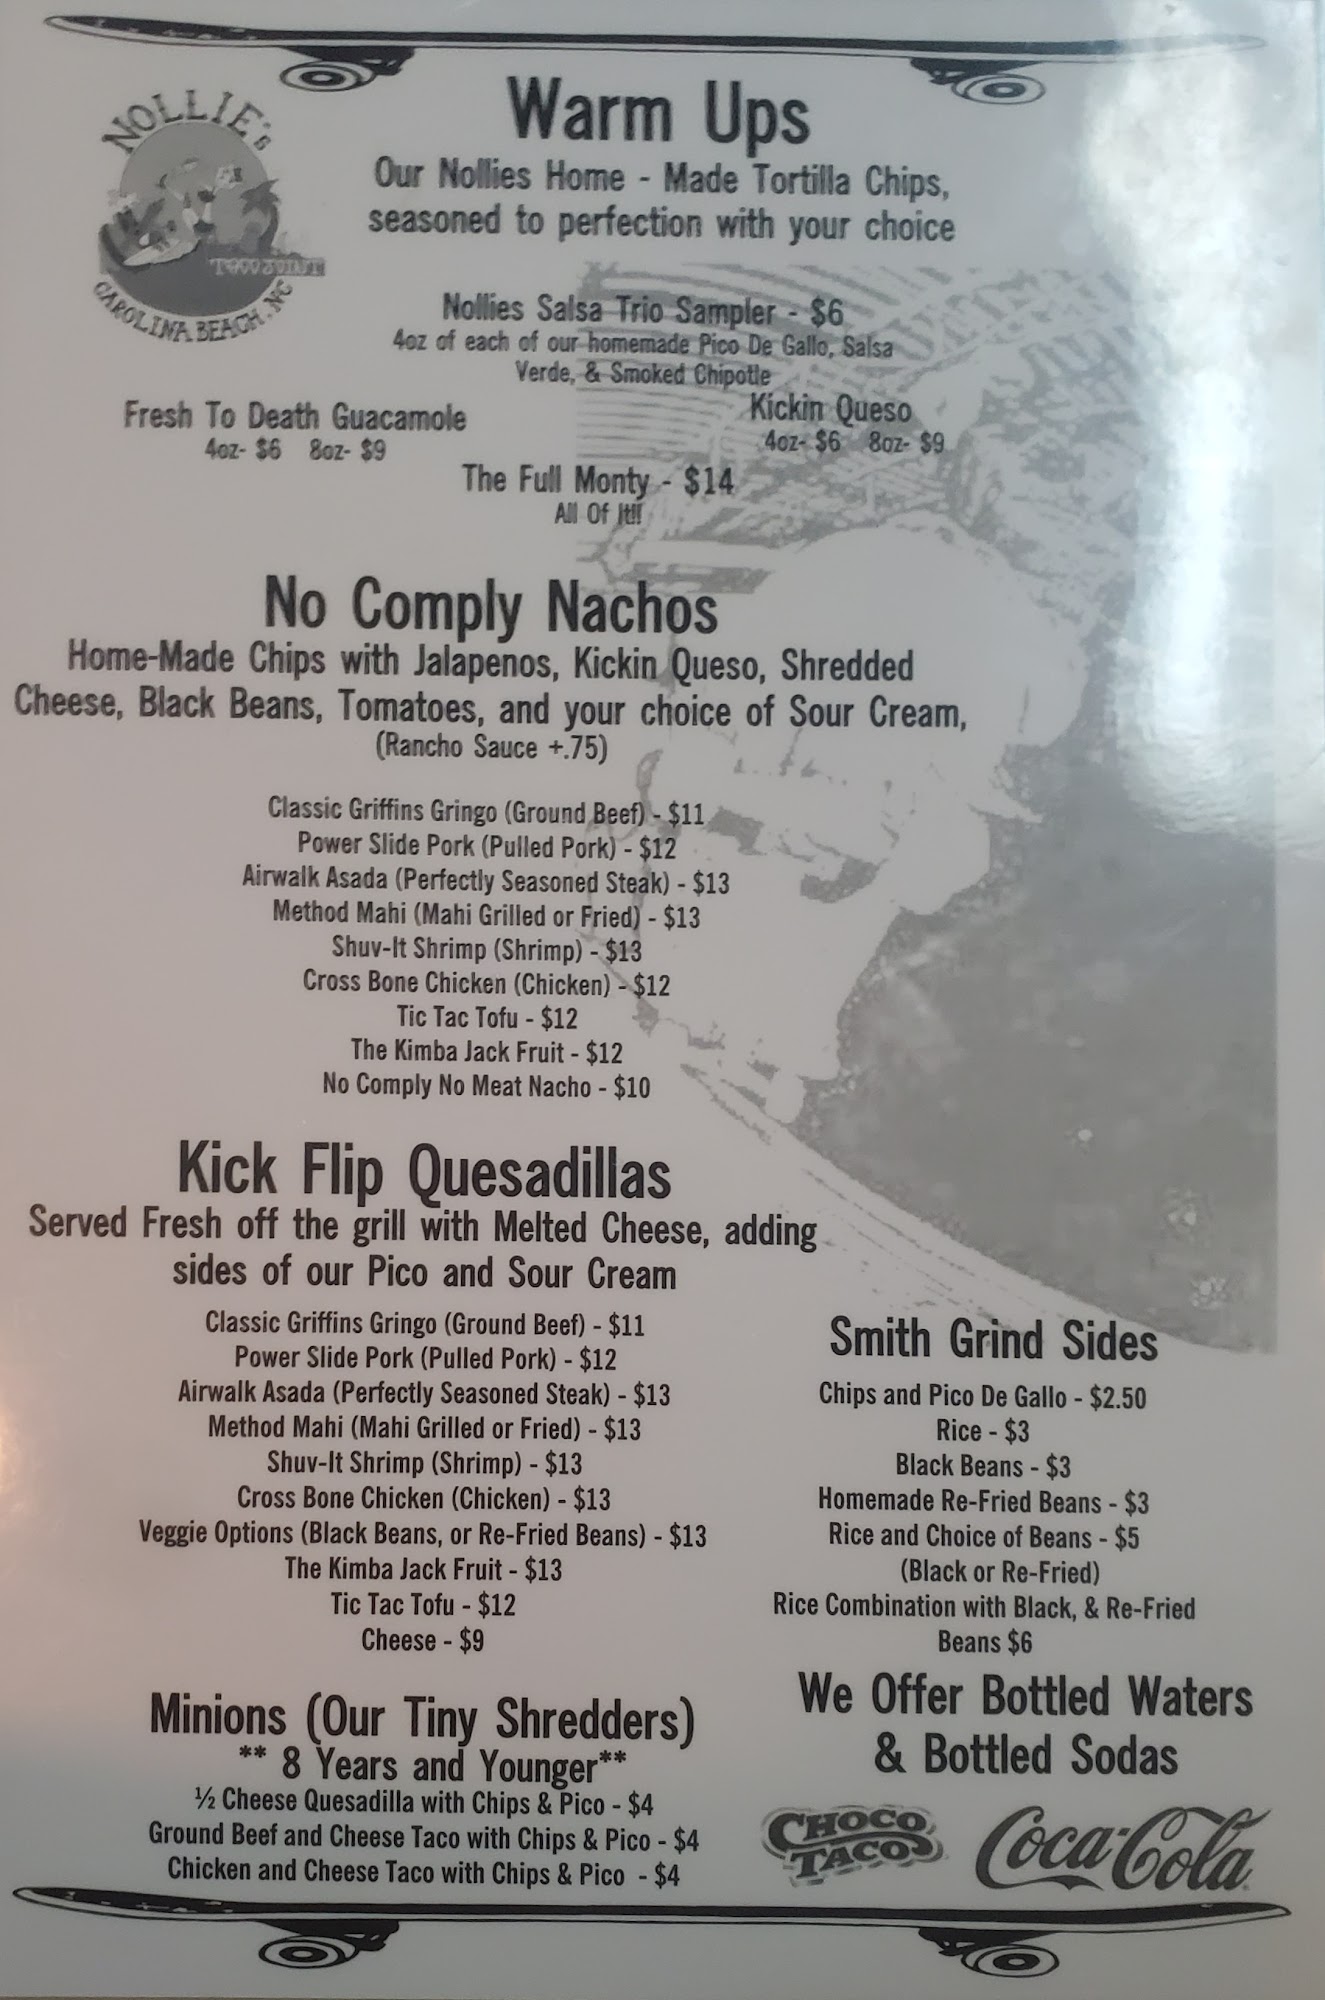 NOLLIE's
TACO JOINT
CAROLINA BEACH, NC
Warm Ups
Our Nollies Home - Made Tortilla Chips,
seasoned to perfection with your choice
Nollies Salsa Trio Sampler - $6
4oz of each of our homemade Pico De Gallo, Salsa
Verde, & Smoked Chipotle
Fresh To Death Guacamole
4oz- $6 8oz- $9
Kickin Queso
4oz- $6 8oz- $9
The Full Monty - $14
All Of It!!
No Comply Nachos
Home-Made Chips with Jalapenos, Kickin Queso, Shredded
Cheese, Black Beans, Tomatoes, and your choice of Sour Cream,
(Rancho Sauce +.75)
Classic Griffins Gringo (Ground Beef) - $11
Power Slide Pork (Pulled Pork) - $12
Airwalk Asada (Perfectly Seasoned Steak) - $13
Method Mahi (Mahi Grilled or Fried) - $13
Shuv-It Shrimp (Shrimp) - $13
Cross Bone Chicken (Chicken) - $12
Tic Tac Tofu - $12
The Kimba Jack Fruit - $12
No Comply No Meat Nacho - $10
Kick Flip Quesadillas
Served Fresh off the grill with Melted Cheese, adding
sides of our Pico and Sour Cream
Classic Griffins Gringo (Ground Beef) - $11
Power Slide Pork (Pulled Pork) - $12
Airwalk Asada (Perfectly Seasoned Steak) - $13
Method Mahi (Mahi Grilled or Fried) - $13
Shuv-It Shrimp (Shrimp) - $13
Cross Bone Chicken (Chicken) - $13
Veggie Options (Black Beans, or Re-Fried Beans) - $13
The Kimba Jack Fruit - $13
Tic Tac Tofu - $12
Cheese - $9
Smith Grind Sides
Chips and Pico De Gallo - $2.50
Rice - $3
Black Beans - $3
Homemade Re-Fried Beans - $3
Rice and Choice of Beans - $5
(Black or Re-Fried)
Rice Combination with Black, & Re-Fried
Beans $6
Minions (Our Tiny Shredders)
** 8 Years and Younger**
½ Cheese Quesadilla with Chips & Pico - $4
Ground Beef and Cheese Taco with Chips & Pico - $4
Chicken and Cheese Taco with Chips & Pico - $4
We Offer Bottled Waters
& Bottled Sodas
CHOCO
TACO
Coca-Cola